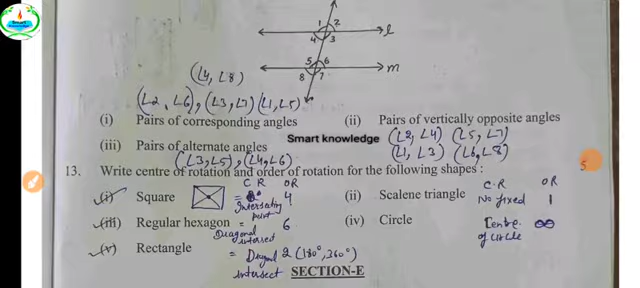 Smart
1 2
4 3
l
5 6
8 7
m
(∠4, ∠8)
(∠2, ∠6), (∠3, ∠7) (∠1, ∠5)
(i) Pairs of corresponding angles (ii) Pairs of vertically opposite angles
(∠2, ∠4) (∠5, ∠7)
(iii) Pairs of alternate angles Smart knowledge (∠1, ∠3) (∠6, ∠8)
(∠3, ∠5), (∠4, ∠6)
13. Write centre of rotation and order of rotation for the following shapes : 5
C.R OR C.R OR
(i) Square = Intersecting point 4 (ii) Scalene triangle No fixed 1
(iii) Regular hexagon = Diagonal intersect 6 (iv) Circle Centre of circle ∞
(v) Rectangle = Diagonal intersect 2 (180°, 360°)
SECTION-E